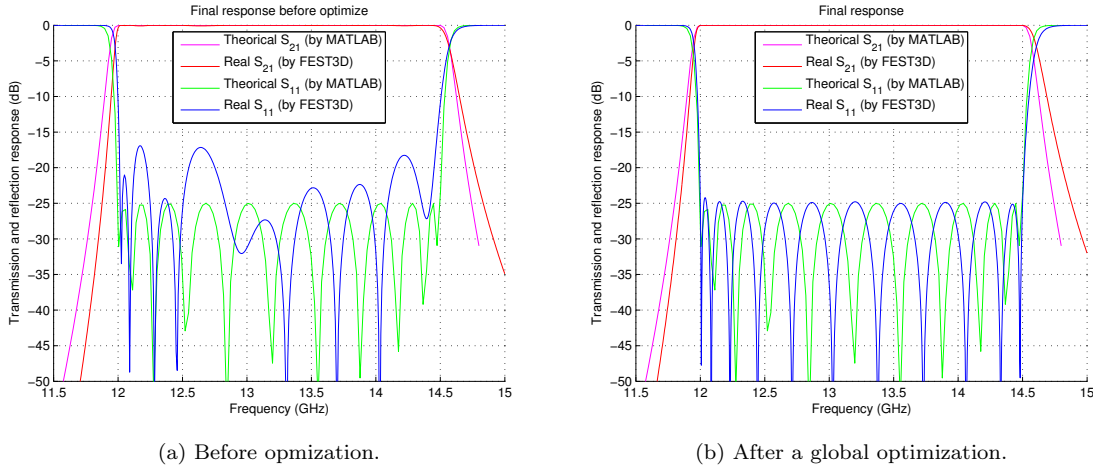 Final response before optimize
Transmission and reflection response (dB)
0
−5
−10
−15
−20
−25
−30
−35
−40
−45
−50
Theorical S21 (by MATLAB)
Real S21 (by FEST3D)
Theorical S11 (by MATLAB)
Real S11 (by FEST3D)
11.5 12 12.5 13 13.5 14 14.5 15
Frequency (GHz)
(a) Before opmization.
Final response
Transmission and reflection response (dB)
0
−5
−10
−15
−20
−25
−30
−35
−40
−45
−50
Theorical S21 (by MATLAB)
Real S21 (by FEST3D)
Theorical S11 (by MATLAB)
Real S11 (by FEST3D)
11.5 12 12.5 13 13.5 14 14.5 15
Frequency (GHz)
(b) After a global optimization.